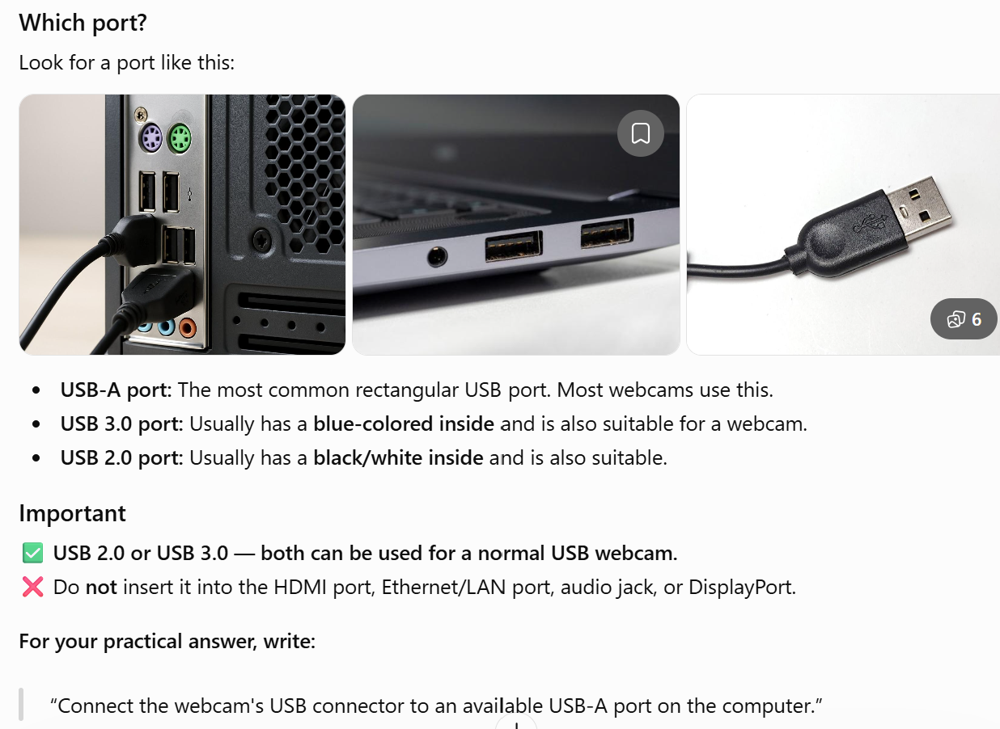 Which port?
Look for a port like this:
6
• USB-A port: The most common rectangular USB port. Most webcams use this.
• USB 3.0 port: Usually has a blue-colored inside and is also suitable for a webcam.
• USB 2.0 port: Usually has a black/white inside and is also suitable.
Important
✅ USB 2.0 or USB 3.0 — both can be used for a normal USB webcam.
❌ Do not insert it into the HDMI port, Ethernet/LAN port, audio jack, or DisplayPort.
For your practical answer, write:
“Connect the webcam's USB connector to an available USB-A port on the computer.”